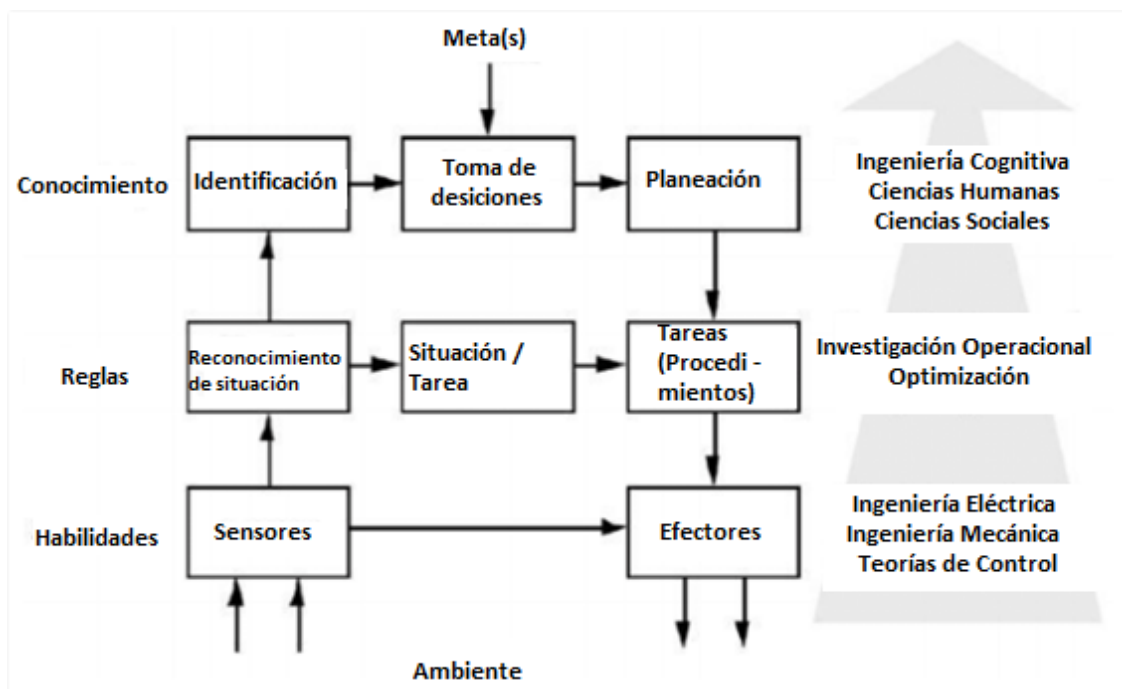 Meta(s)
Conocimiento
Identificación
Toma de
desiciones
Planeación
Ingeniería Cognitiva
Ciencias Humanas
Ciencias Sociales
Reglas
Reconocimiento
de situación
Situación /
Tarea
Tareas
(Procedi -
mientos)
Investigación Operacional
Optimización
Habilidades
Sensores
Efectores
Ingeniería Eléctrica
Ingeniería Mecánica
Teorías de Control
Ambiente